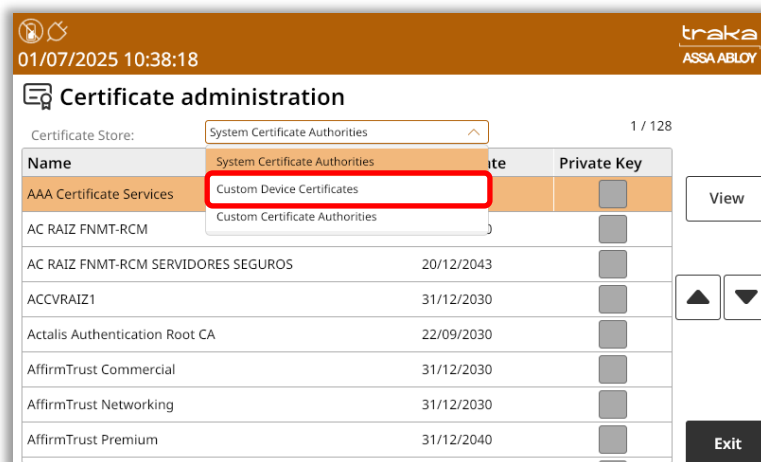 traka
01/07/2025 10:38:18
ASSA ABLOY
Certificate administration
Certificate Store:
System Certificate Authorities
1 / 128
Name
Private Key
System Certificate Authorities
Custom Device Certificates
Custom Certificate Authorities
AAA Certificate Services
View
AC RAIZ FNMT-RCM
AC RAIZ FNMT-RCM SERVIDORES SEGUROS 20/12/2043
ACCVRAIZ1 31/12/2030
Actalis Authentication Root CA 22/09/2030
AffirmTrust Commercial 31/12/2030
AffirmTrust Networking 31/12/2030
AffirmTrust Premium 31/12/2040
Exit